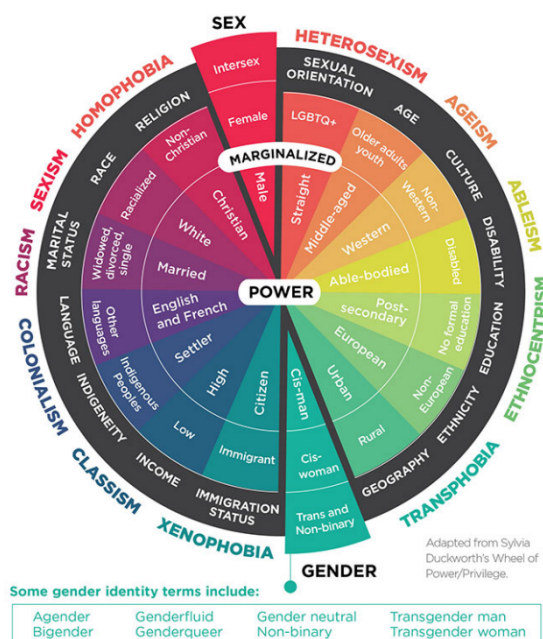 SEX
Intersex
Female
Male
HETEROSEXISM
AGEISM
ABLEISM
ETHNOCENTRISM
TRANSPHOBIA
XENOPHOBIA
CLASSISM
COLONIALISM
RACISM
SEXISM
HOMOPHOBIA
SEXUAL
ORIENTATION
LGBTQ+
Straight
AGE
Older adults
youth
Middle-aged
CULTURE
Non-
Western
Western
DISABILITY
Disabled
Able-bodied
EDUCATION
No formal
education
Post-
secondary
ETHNICITY
Non-
European
European
GEOGRAPHY
Rural
Urban
Cis-man
Cis-
woman
Trans and
Non-binary
GENDER
IMMIGRATION
STATUS
Immigrant
Citizen
INCOME
Low
High
INDIGENEITY
Indigenous
Peoples
Settler
LANGUAGE
Other
languages
English
and French
MARITAL
STATUS
Widowed,
divorced,
single
Married
RACE
Racialized
White
RELIGION
Non-
Christian
Christian
MARGINALIZED
POWER
Adapted from Sylvia
Duckworth's Wheel of
Power/Privilege.
Some gender identity terms include:
Agender Genderfluid Gender neutral Transgender man
Bigender Genderqueer Non-binary Transgender woman